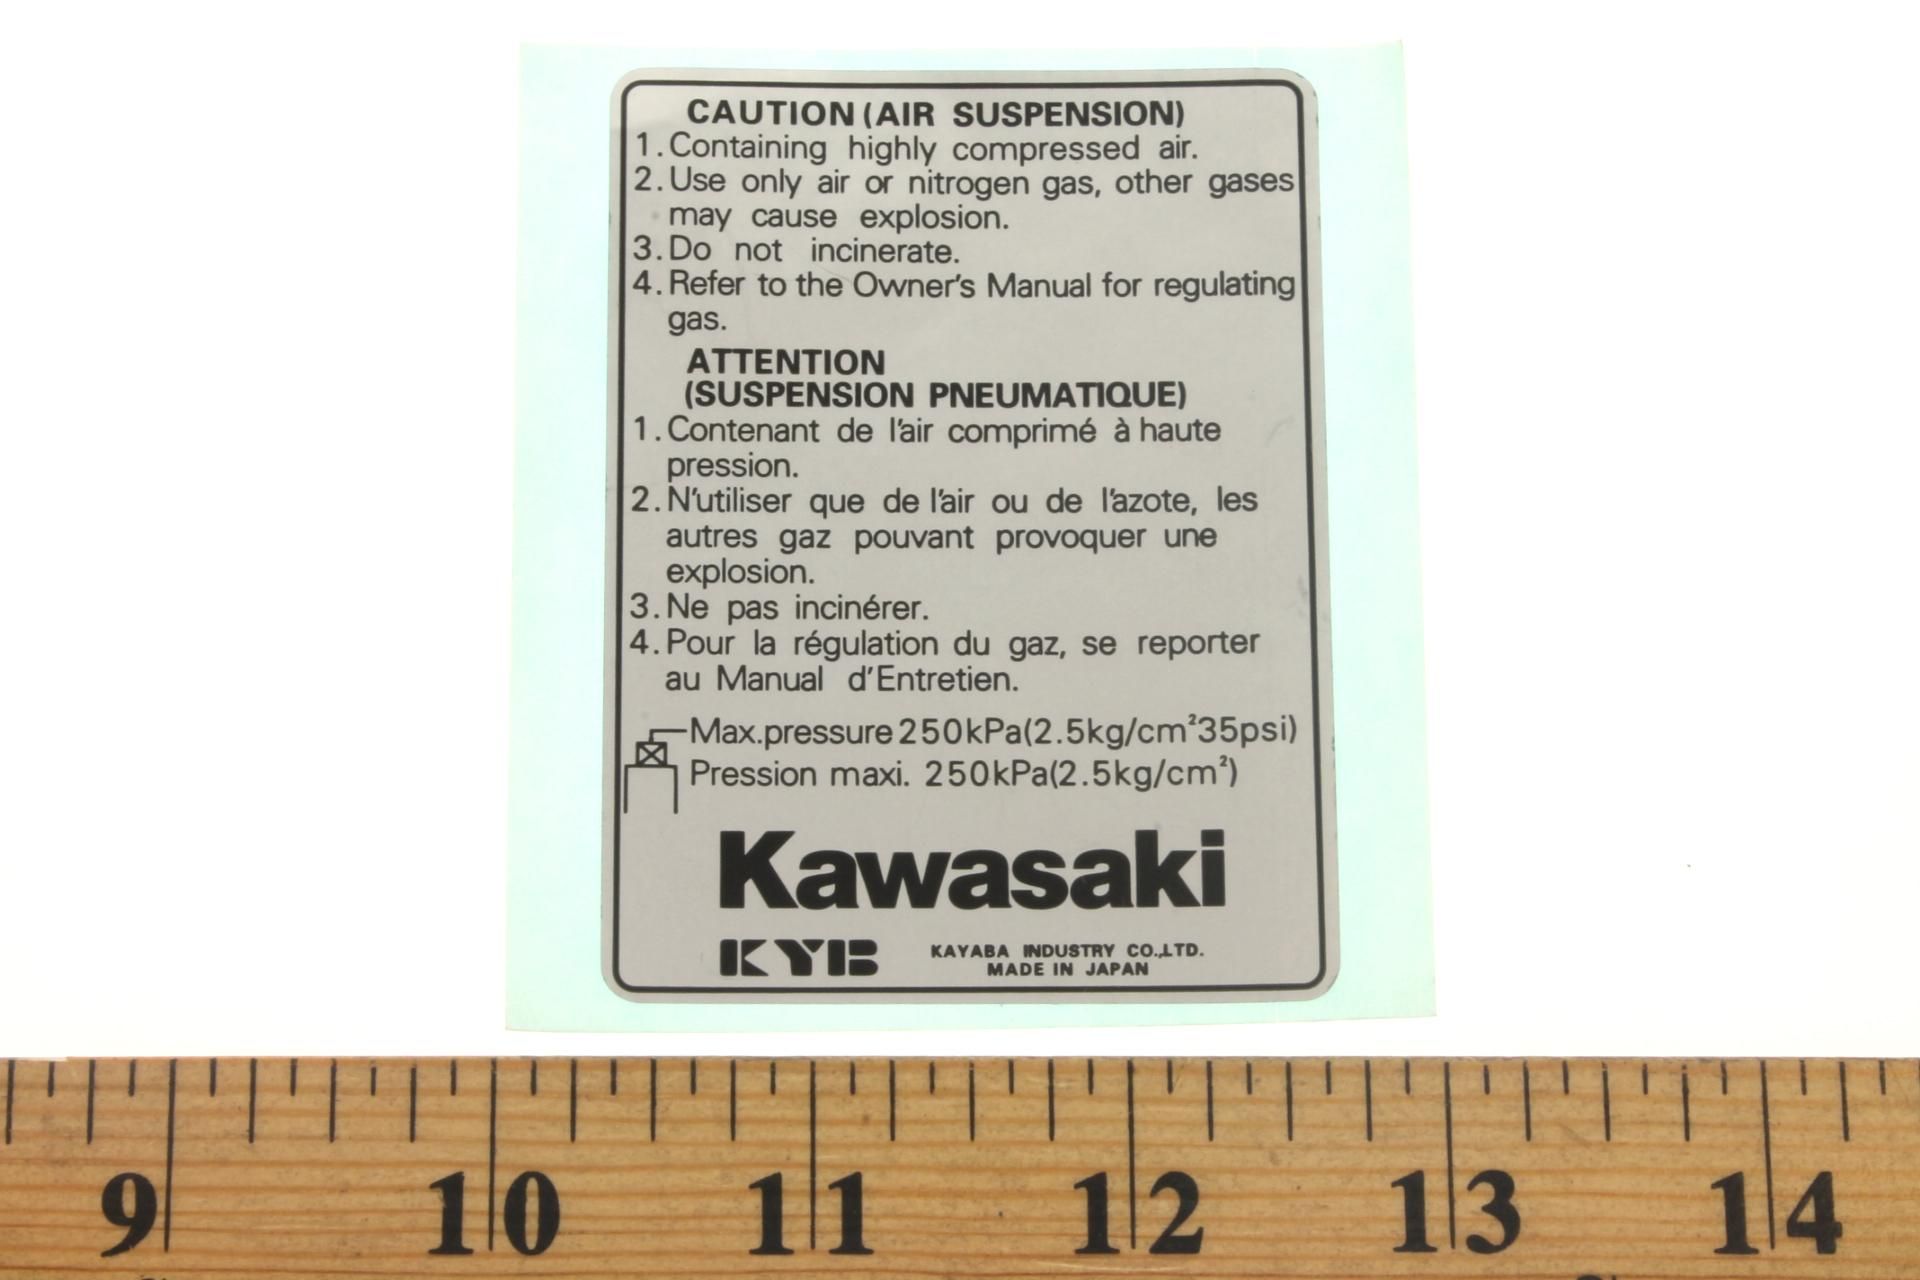 CAUTION (AIR SUSPENSION)
1. Containing highly compressed air.
2. Use only air or nitrogen gas, other gases
may cause explosion.
3. Do not incinerate.
4. Refer to the Owner's Manual for regulating
gas.
ATTENTION
(SUSPENSION PNEUMATIQUE)
1. Contenant de l'air comprimé à haute
pression.
2. N'utiliser que de l'air ou de l'azote, les
autres gaz pouvant provoquer une
explosion.
3. Ne pas incinérer.
4. Pour la régulation du gaz, se reporter
au Manual d'Entretien.
Max.pressure 250kPa(2.5kg/cm²35psi)
Pression maxi. 250kPa(2.5kg/cm²)
Kawasaki
KYB KAYABA INDUSTRY CO.,LTD.
MADE IN JAPAN
9 10 11 12 13 14